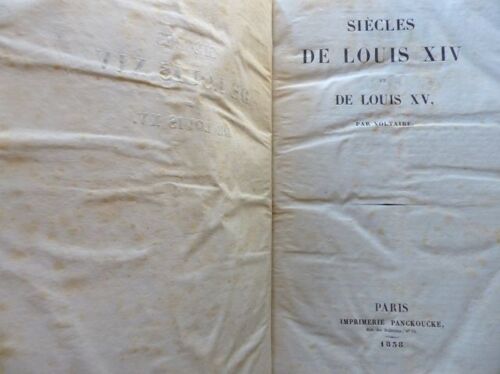 SIÈCLES
DE LOUIS XIV
ET
DE LOUIS XV,
PAR VOLTAIRE.
PARIS
IMPRIMERIE PANCKOUCKE,
1838